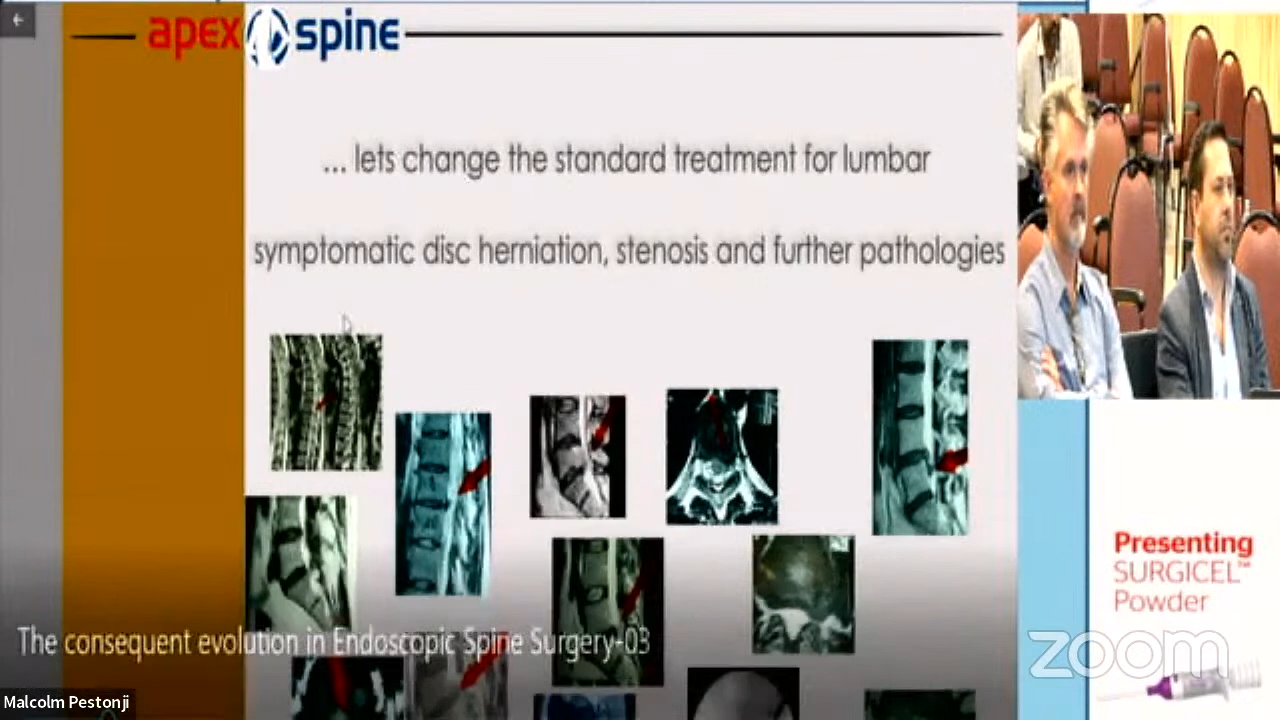 apex spine
... lets change the standard treatment for lumbar
symptomatic disc herniation, stenosis and further pathologies
The consequent evolution in Endoscopic Spine Surgery-03
Malcolm Pestonji
Presenting
SURGICEL™
Powder
zoom